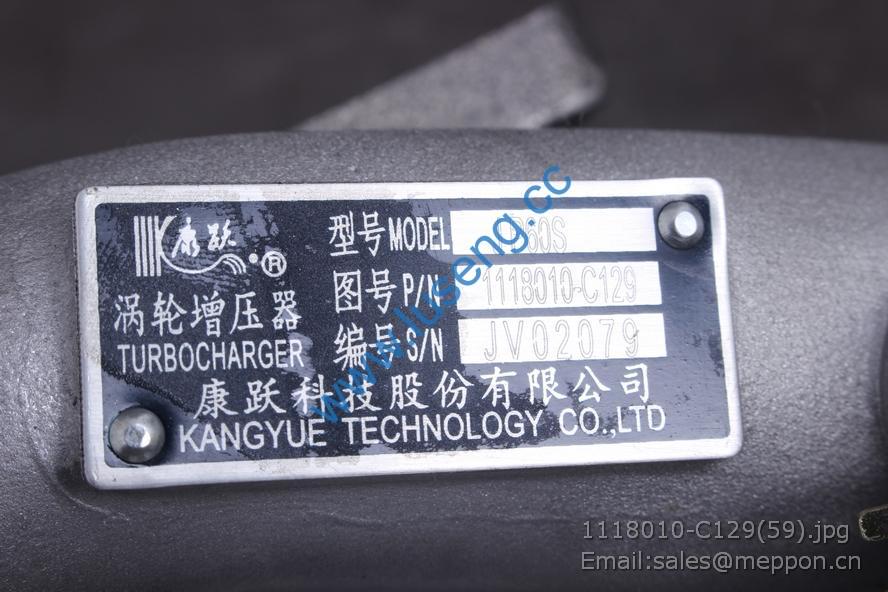 康跃®
型号MODEL
60S
图号P/N 1118010-C129
涡轮增压器
TURBOCHARGER
编号S/N JV02079
康跃科技股份有限公司
KANGYUE TECHNOLOGY CO.,LTD
www.luseng.cc
1118010-C129(59).jpg
Email:sales@meppon.cn